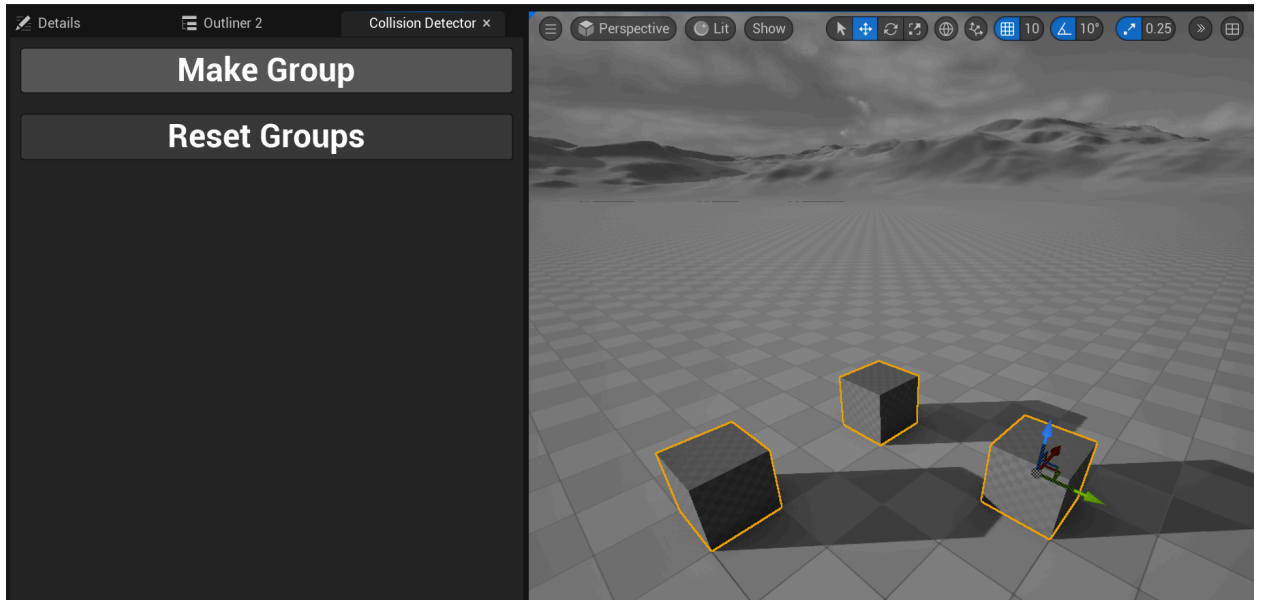 Details
Outliner 2
Collision Detector ×
Perspective
Lit
Show
10
10°
0.25
Make Group
Reset Groups